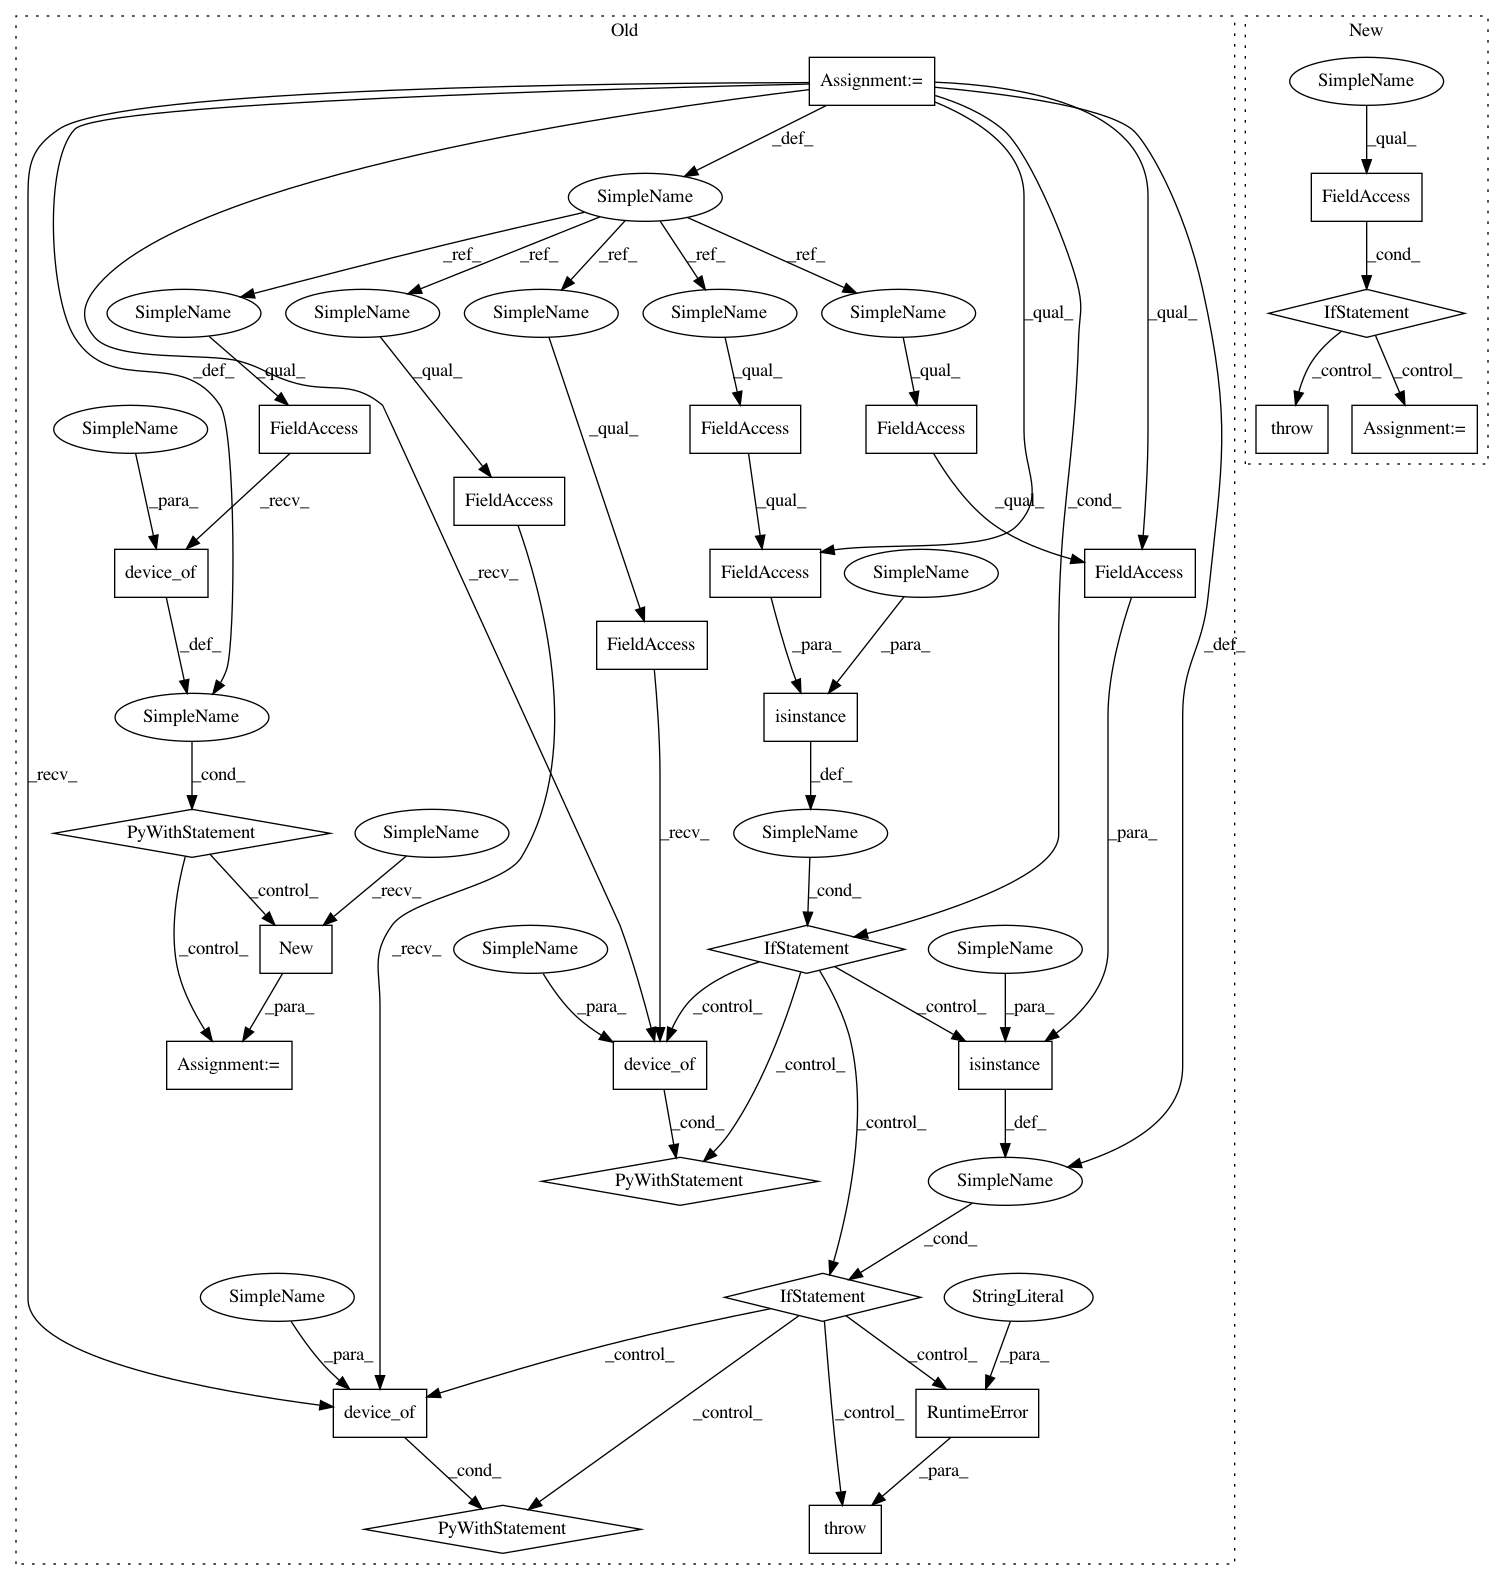 Old
New
Assignment:=
SimpleName
_def_
_qual_
SimpleName
FieldAccess
_ref_
_ref_
_ref_
_ref_
_ref_
_cond_
SimpleName
SimpleName
SimpleName
SimpleName
SimpleName
_qual_
_qual_
IfStatement
_def_
_qual_
_qual_
_qual_
_qual_
_control_
_control_
SimpleName
FieldAccess
_qual_
FieldAccess
FieldAccess
throw
Assignment:=
_para_
_recv_
FieldAccess
_qual_
_qual_
_cond_
device_of
_recv_
FieldAccess
SimpleName
FieldAccess
_def_
FieldAccess
_para_
_para_
_def_
SimpleName
isinstance
_recv_
_cond_
_def_
PyWithStatement
SimpleName
_recv_
SimpleName
_para_
_control_
_recv_
_cond_
_control_
New
SimpleName
_recv_
IfStatement
SimpleName
_para_
_para_
_control_
_control_
_para_
Assignment:=
device_of
_control_
isinstance
_cond_
_control_
_def_
PyWithStatement
SimpleName
_cond_
SimpleName
IfStatement
StringLiteral
_para_
_control_
_control_
_para_
device_of
_control_
_control_
RuntimeError
_cond_
_para_
PyWithStatement
throw